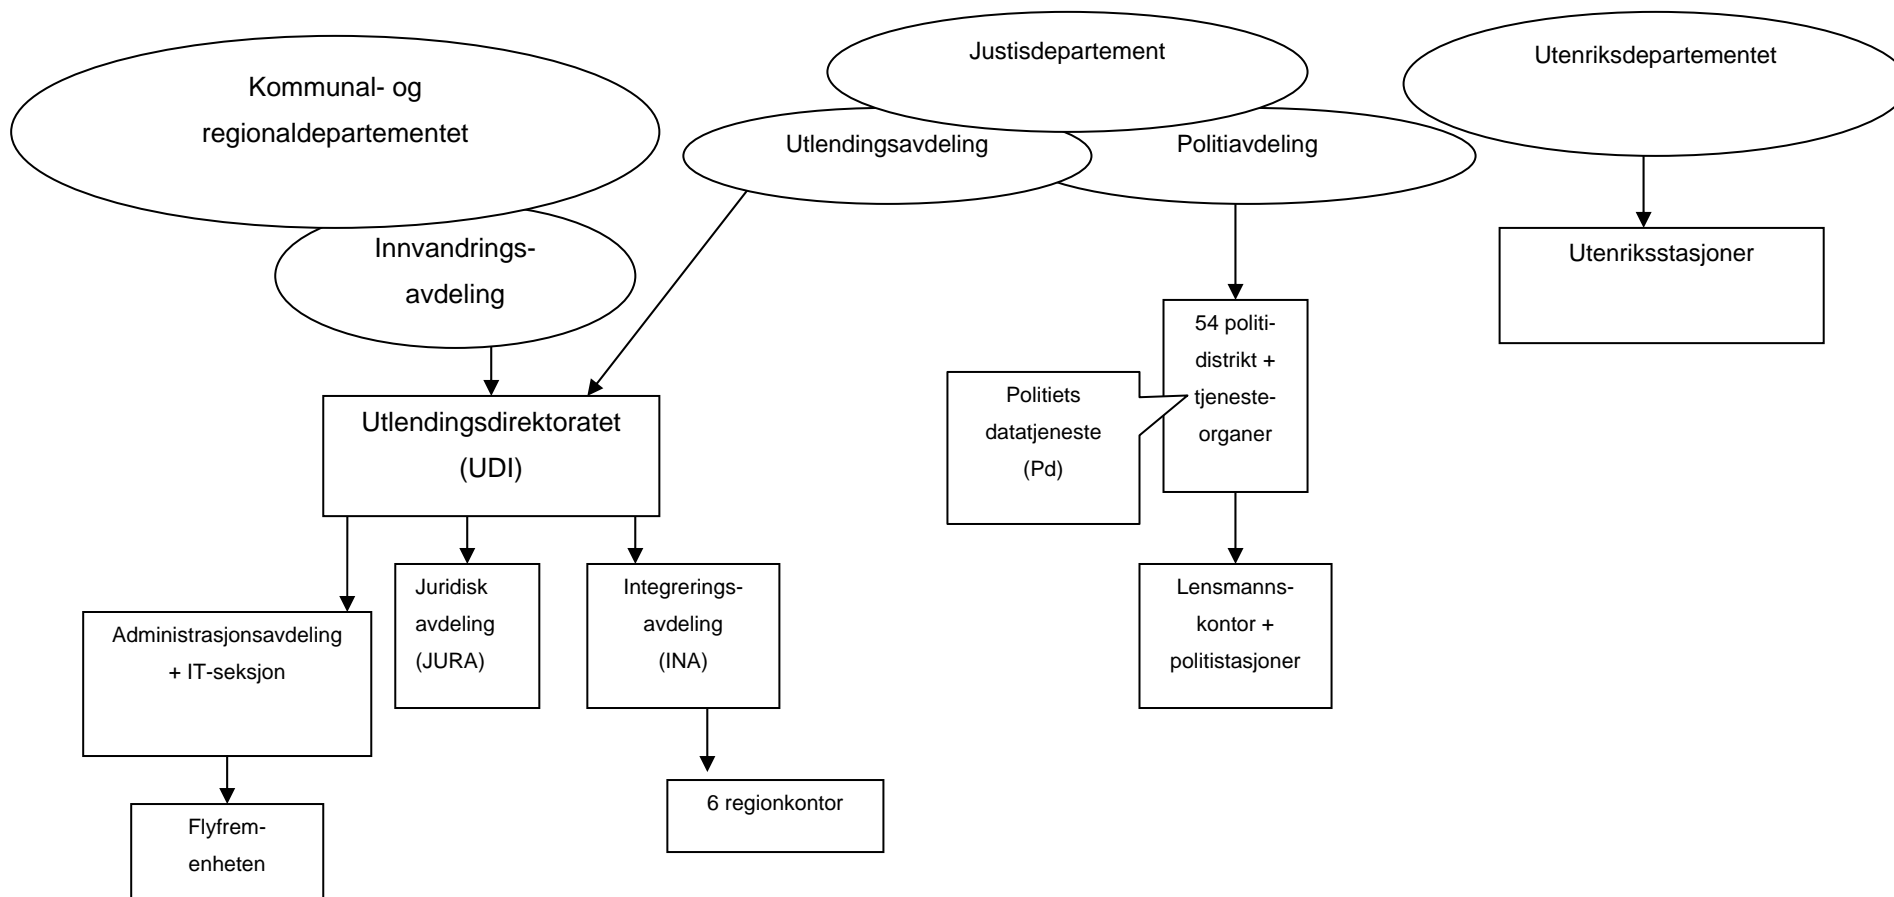 Kommunal- og
regionaldepartementet
Innvandrings-
avdeling
Justisdepartement
Utlendingsavdeling
Politiavdeling
Utenriksdepartementet
Utenriksstasjoner
Utlendingsdirektoratet
(UDI)
Politiets
datatjeneste
(Pd)
54 politi-
distrikt +
tjeneste-
organer
Administrasjonsavdeling
+ IT-seksjon
Juridisk
avdeling
(JURA)
Integrerings-
avdeling
(INA)
Lensmanns-
kontor +
politistasjoner
Flyfrem-
enheten
6 regionkontor